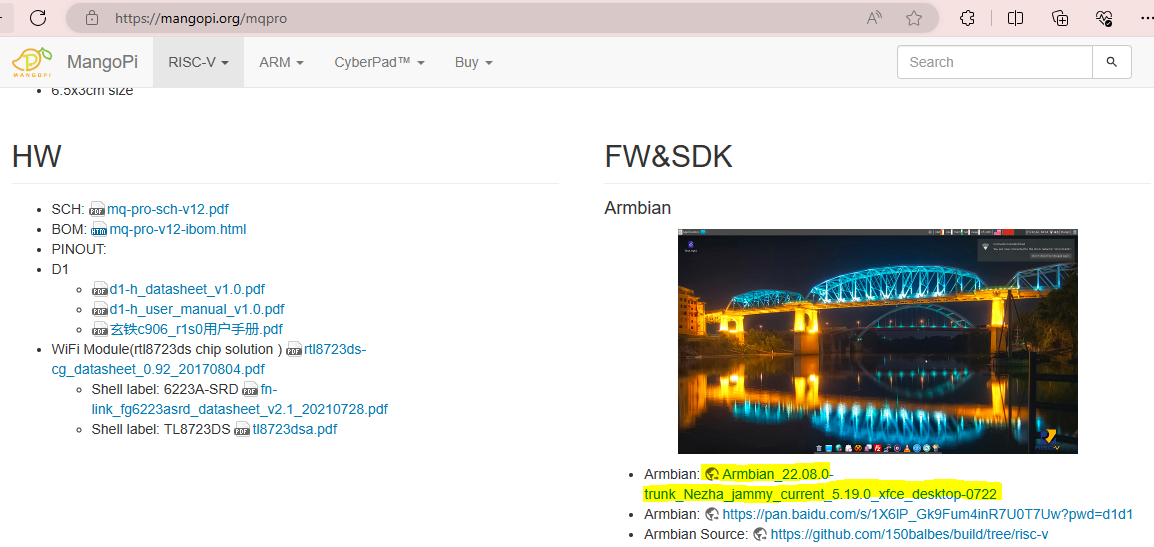 https://mangopi.org/mqpro
MANGOPI
MangoPi
RISC-V
ARM
CyberPad™
Buy
Search
6.5x3cm size
HW
SCH: mq-pro-sch-v12.pdf
BOM: mq-pro-v12-ibom.html
PINOUT:
D1
d1-h_datasheet_v1.0.pdf
d1-h_user_manual_v1.0.pdf
玄铁c906_r1s0用户手册.pdf
WiFi Module(rtl8723ds chip solution ) rtl8723ds-
cg_datasheet_0.92_20170804.pdf
Shell label: 6223A-SRD fn-
link_fg6223asrd_datasheet_v2.1_20210728.pdf
Shell label: TL8723DS tl8723dsa.pdf
FW&SDK
Armbian
Armbian: Armbian_22.08.0-
trunk_Nezha_jammy_current_5.19.0_xfce_desktop-0722
Armbian: https://pan.baidu.com/s/1X6lP_Gk9Fum4inR7U0T7Uw?pwd=d1d1
Armbian Source: https://github.com/150balbes/build/tree/risc-v